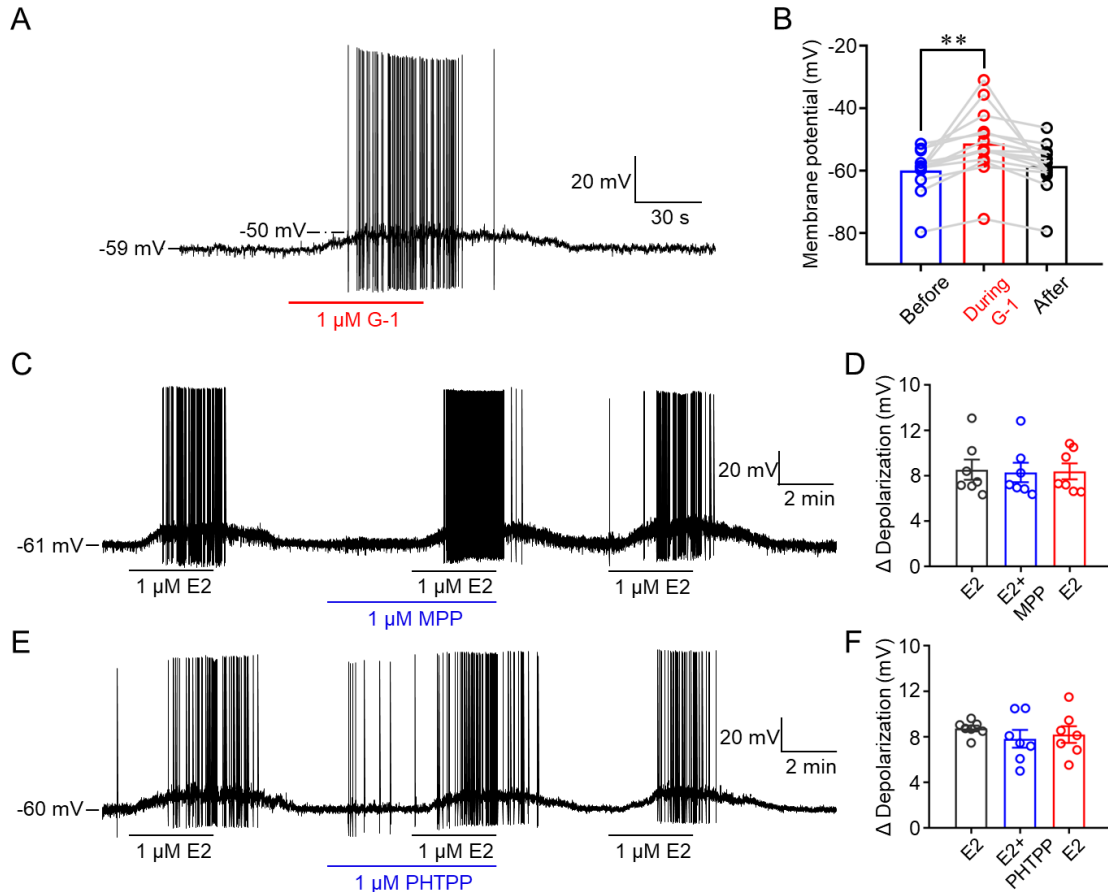 A
-50 mV
-59 mV
20 mV
30 s
1 µM G-1
B
**
Membrane potential (mV)
-20
-40
-60
-80
Before
During
G-1
After
C
-61 mV
20 mV
2 min
1 µM E2
1 µM E2
1 µM E2
1 µM MPP
D
Δ Depolarization (mV)
10
12
8
4
0
E2
E2+
MPP
E2
E
-60 mV
20 mV
2 min
1 µM E2
1 µM E2
1 µM E2
1 µM PHTPP
F
Δ Depolarization (mV)
10
12
8
4
0
E2
E2+
PHTPP
E2